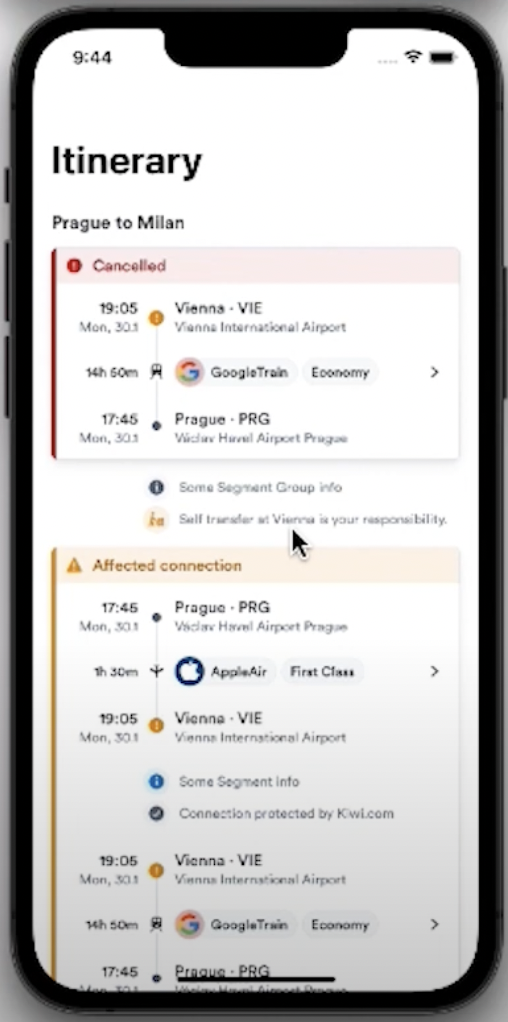 9:44
Itinerary
Prague to Milan
Cancelled
19:05 Vienna · VIE
Mon, 30.1 Vienna International Airport
14h 50m GoogleTrain Economy
17:45 Prague · PRG
Mon, 30.1 Václav Havel Airport Prague
Some Segment Group info
Self transfer at Vienna is your responsibility.
Affected connection
17:45 Prague · PRG
Mon, 30.1 Václav Havel Airport Prague
1h 30m AppleAir First Class
19:05 Vienna · VIE
Mon, 30.1 Vienna International Airport
Some Segment info
Connection protected by Kiwi.com
19:05 Vienna · VIE
Mon, 30.1 Vienna International Airport
14h 50m GoogleTrain Economy
17:45 Prague · PRG
Mon, 30.1 Václav Havel Airport Prague